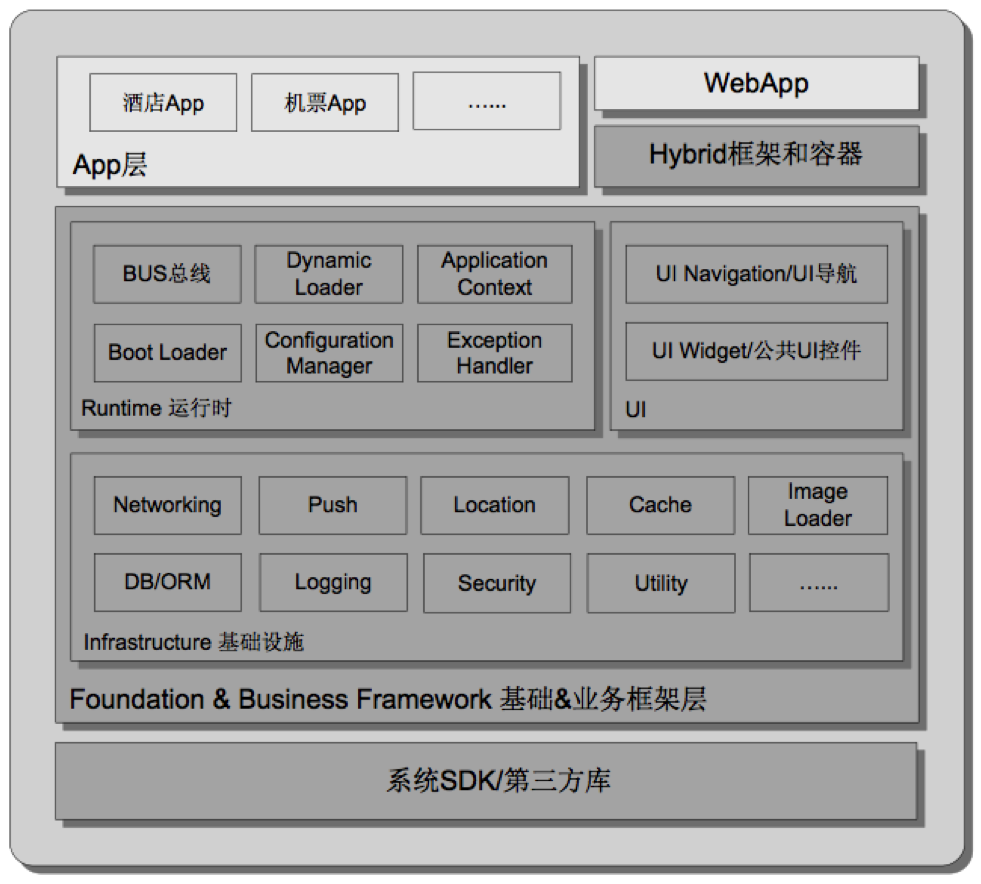 酒店App
机票App
......
App层
WebApp
Hybrid框架和容器
BUS总线
Dynamic
Loader
Application
Context
Boot Loader
Configuration
Manager
Exception
Handler
Runtime 运行时
UI Navigation/UI导航
UI Widget/公共UI控件
UI
Networking
Push
Location
Cache
Image
Loader
DB/ORM
Logging
Security
Utility
......
Infrastructure 基础设施
Foundation & Business Framework 基础&业务框架层
系统SDK/第三方库